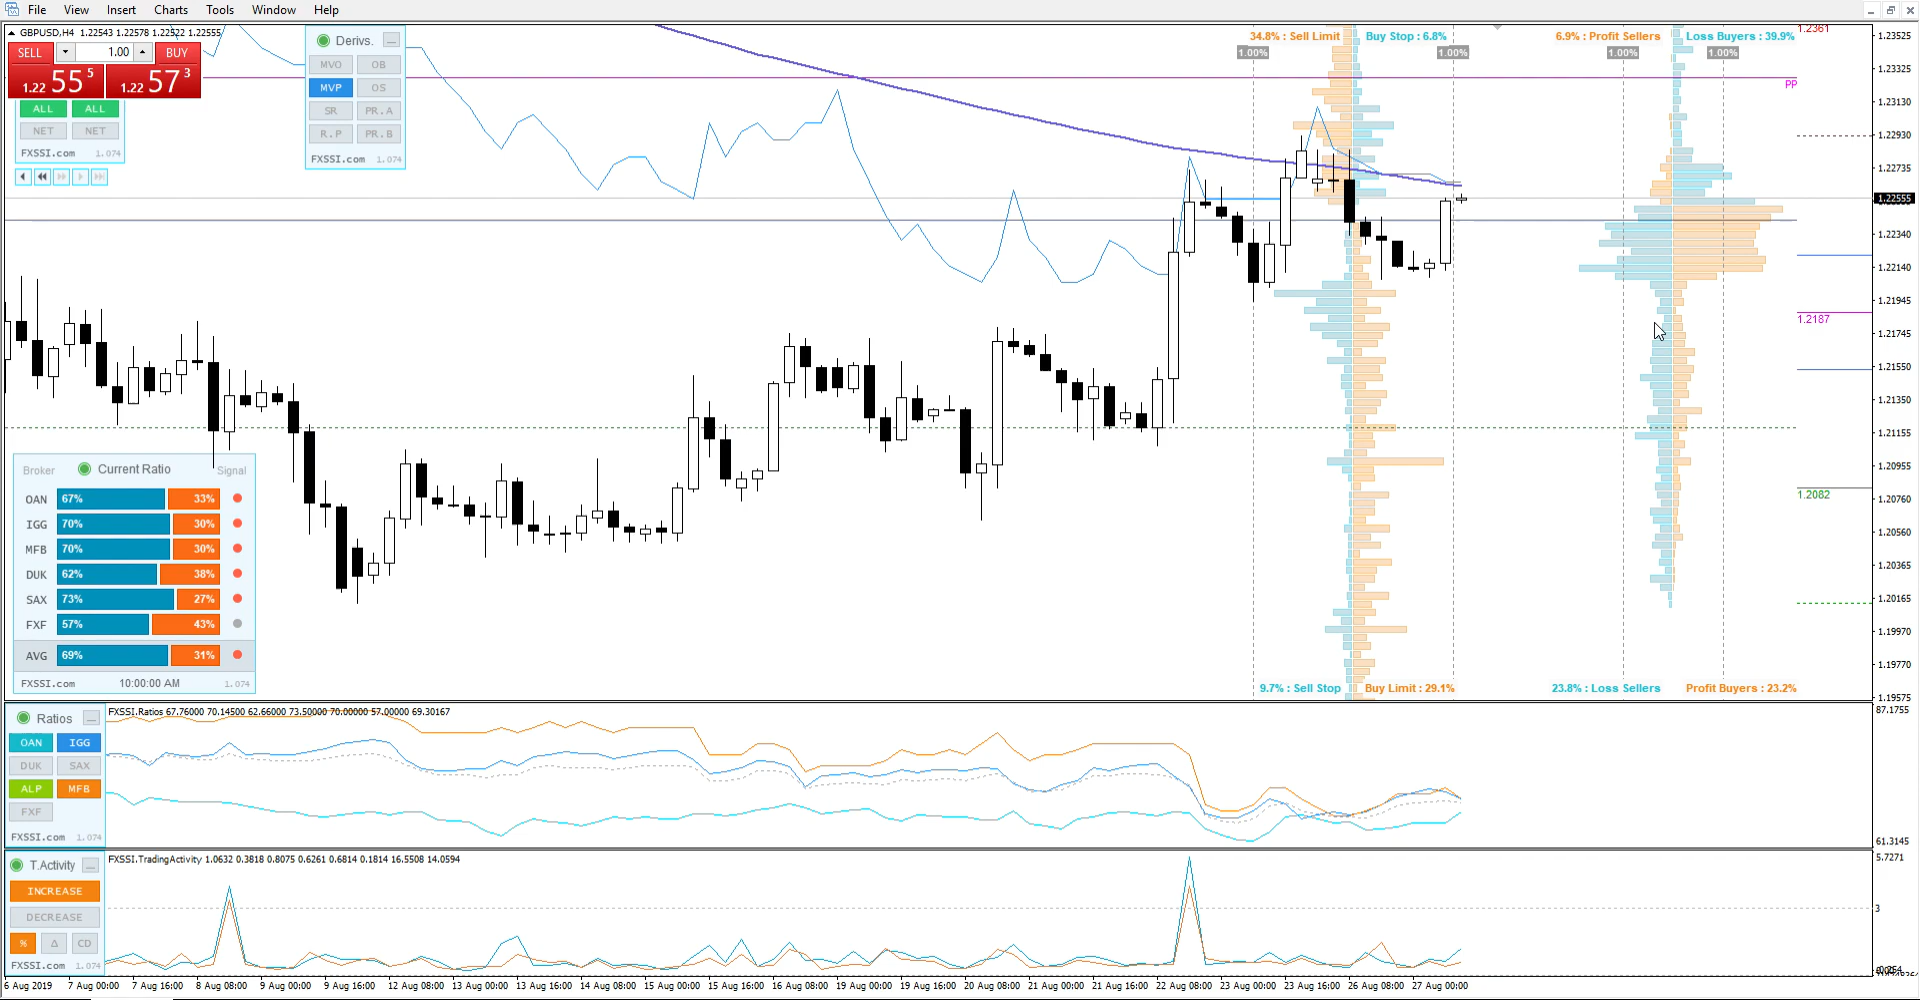 File View Insert Charts Tools Window Help
GBPUSD,H4 1.22543 1.22578 1.22522 1.22555
SELL 1.00 BUY
1.22 55 5 1.22 57 3
ALL ALL
NET NET
FXSSI.com 1.074
Derivs.
MVO OB
MVP OS
SR PR.A
R.P PR.B
FXSSI.com 1.074
34.8% : Sell Limit Buy Stop : 6.8%
1.00% 1.00%
6.9% : Profit Sellers Loss Buyers : 39.9%
1.00% 1.00%
1.2361
PP
1.2187
1.2082
1.23525
1.23325
1.23130
1.22930
1.22735
1.22555
1.22340
1.22140
1.21945
1.21745
1.21550
1.21350
1.21155
1.20955
1.20760
1.20560
1.20365
1.20165
1.19970
1.19770
1.19575
Broker Current Ratio Signal
OAN 67% 33%
IGG 70% 30%
MFB 70% 30%
DUK 62% 38%
SAX 73% 27%
FXF 57% 43%
AVG 69% 31%
FXSSI.com 10:00:00 AM 1.074
9.7% : Sell Stop Buy Limit : 29.1%
23.8% : Loss Sellers Profit Buyers : 23.2%
Ratios
OAN IGG
DUK SAX
ALP MFB
FXF
FXSSI.com 1.074
FXSSI.Ratios 67.76000 70.14500 62.66000 73.50000 70.00000 57.00000 69.30167
87.1755
61.3145
T.Activity
INCREASE
DECREASE
% Δ CD
FXSSI.com 1.074
FXSSI.TradingActivity 1.0632 0.3818 0.8075 0.6261 0.6814 0.1814 16.5508 14.0594
5.7271
3
6 Aug 2019 7 Aug 00:00 7 Aug 16:00 8 Aug 08:00 9 Aug 00:00 9 Aug 16:00 12 Aug 08:00 13 Aug 00:00 13 Aug 16:00 14 Aug 08:00 15 Aug 00:00 15 Aug 16:00 16 Aug 08:00 19 Aug 00:00 19 Aug 16:00 20 Aug 08:00 21 Aug 00:00 21 Aug 16:00 22 Aug 08:00 23 Aug 00:00 23 Aug 16:00 26 Aug 08:00 27 Aug 00:00